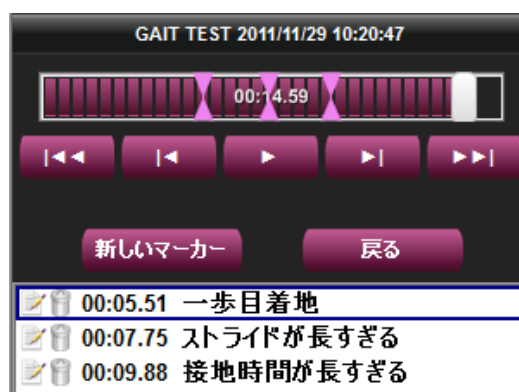 GAIT TEST 2011/11/29 10:20:47
00:14.59
新しいマーカー 戻る
00:05.51 一歩目着地
00:07.75 ストライドが長すぎる
00:09.88 接地時間が長すぎる